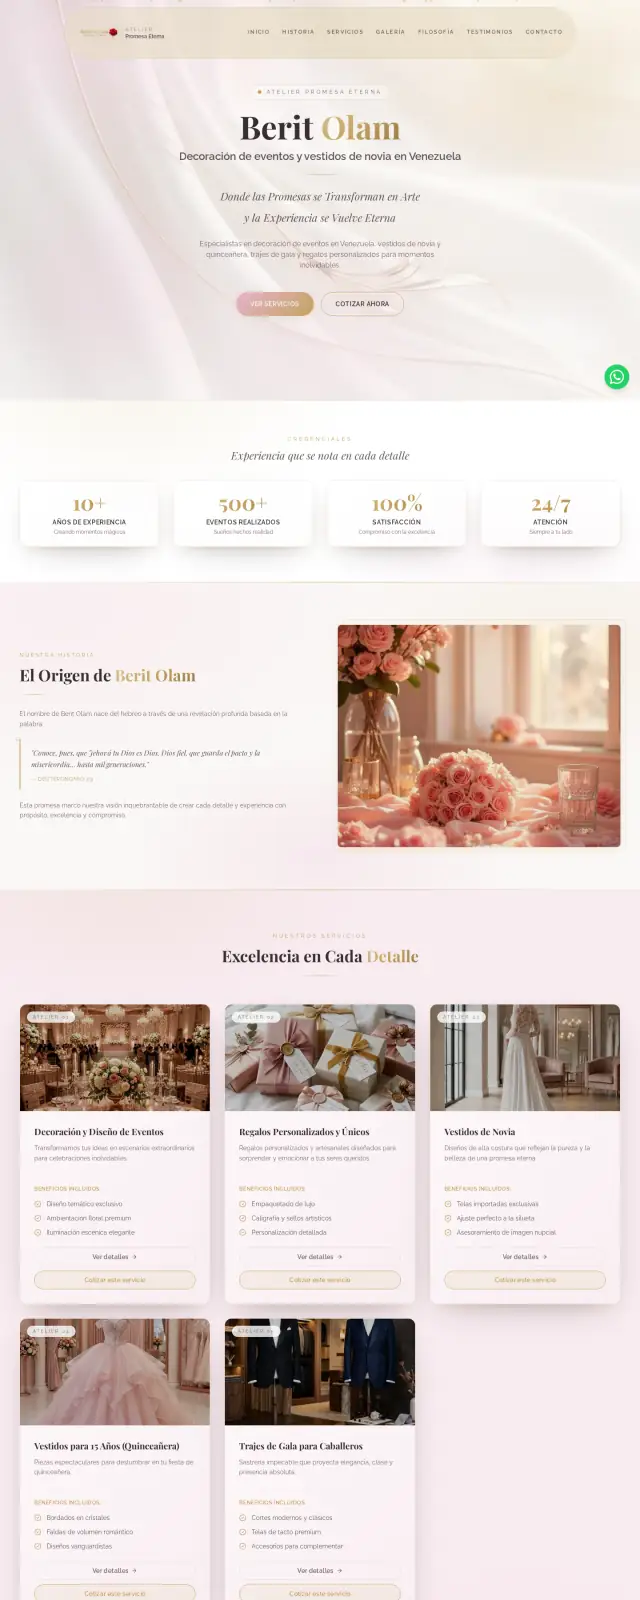 ATELIER
Promesa Eterna
INICIO HISTORIA SERVICIOS GALERÍA FILOSOFÍA TESTIMONIOS CONTACTO
ATELIER PROMESA ETERNA
Berit Olam
Decoración de eventos y vestidos de novia en Venezuela
Donde las Promesas se Transforman en Arte
y la Experiencia se Vuelve Eterna
Especialistas en decoración de eventos en Venezuela, vestidos de novia y
quinceañera, trajes de gala y regalos personalizados para momentos
inolvidables.
VER SERVICIOS
COTIZAR AHORA
CREDENCIALES
Experiencia que se nota en cada detalle
10+
AÑOS DE EXPERIENCIA
Creando momentos mágicos
500+
EVENTOS REALIZADOS
Sueños hechos realidad
100%
SATISFACCIÓN
Compromiso con la excelencia
24/7
ATENCIÓN
Siempre a tu lado
NUESTRA HISTORIA
El Origen de Berit Olam
El nombre de Berit Olam nace del hebreo a través de una revelación profunda basada en la
palabra:
"Conoce, pues, que Jehová tu Dios es Dios, Dios fiel, que guarda el pacto y la
misericordia... hasta mil generaciones."
— DEUTERONOMIO 7:9
Esta promesa marcó nuestra visión inquebrantable de crear cada detalle y experiencia con
propósito, excelencia y compromiso.
NUESTROS SERVICIOS
Excelencia en Cada Detalle
ATELIER 01
Decoración y Diseño de Eventos
Transformamos tus ideas en escenarios extraordinarios
para celebraciones inolvidables.
BENEFICIOS INCLUIDOS:
Diseño temático exclusivo
Ambientación floral premium
Iluminación escénica elegante
Ver detalles →
Cotizar este servicio
ATELIER 02
Regalos Personalizados y Únicos
Regalos personalizados y artesanales diseñados para
sorprender y emocionar a tus seres queridos.
BENEFICIOS INCLUIDOS:
Empaquetado de lujo
Caligrafía y sellos artísticos
Personalización detallada
Ver detalles →
Cotizar este servicio
ATELIER 03
Vestidos de Novia
Diseños de alta costura que reflejan la pureza y la
belleza de una promesa eterna.
BENEFICIOS INCLUIDOS:
Telas importadas exclusivas
Ajuste perfecto a la silueta
Asesoramiento de imagen nupcial
Ver detalles →
Cotizar este servicio
ATELIER 04
Vestidos para 15 Años (Quinceañera)
Piezas espectaculares para deslumbrar en tu fiesta de
quinceañera.
BENEFICIOS INCLUIDOS:
Bordados en cristales
Faldas de volumen romántico
Diseños vanguardistas
Ver detalles →
Cotizar este servicio
ATELIER 05
Trajes de Gala para Caballeros
Sastrería impecable que proyecta elegancia, clase y
presencia absoluta.
BENEFICIOS INCLUIDOS:
Cortes modernos y clásicos
Telas de tacto premium
Accesorios para complementar
Ver detalles →
Cotizar este servicio